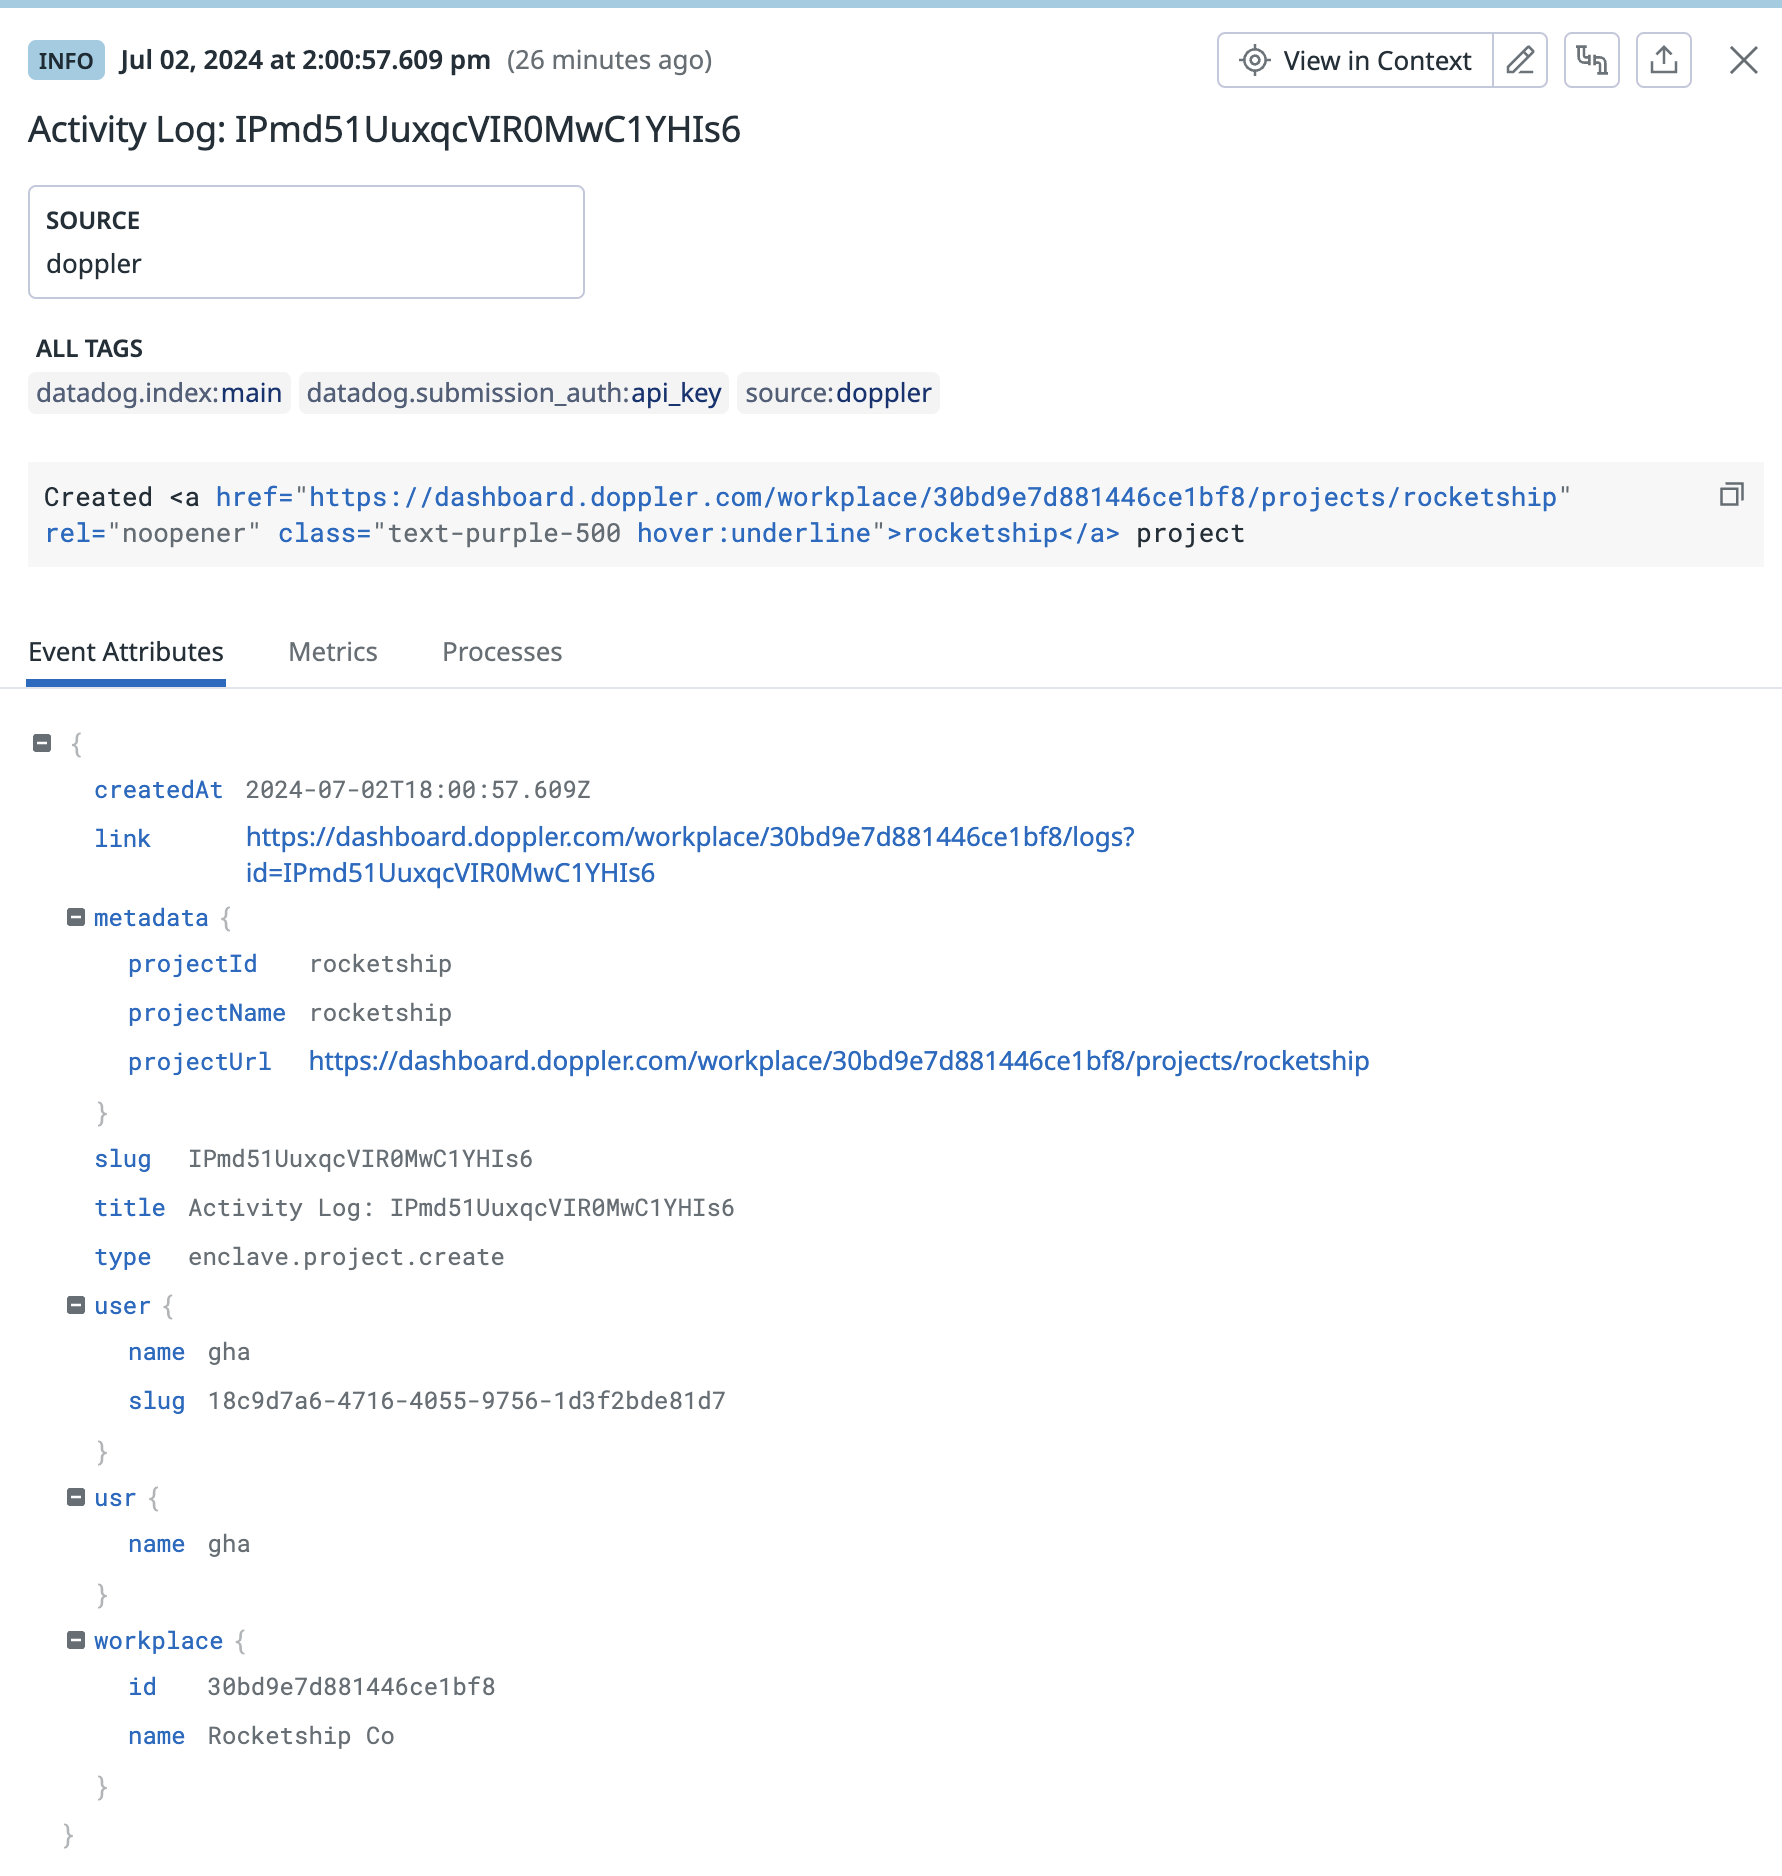 INFO Jul 02, 2024 at 2:00:57.609 pm (26 minutes ago) View in Context
Activity Log: IPmd51UuxqcVIR0MwC1YHIs6
SOURCE
doppler
ALL TAGS
datadog.index:main datadog.submission_auth:api_key source:doppler
Created <a href="https://dashboard.doppler.com/workplace/30bd9e7d881446ce1bf8/projects/rocketship"
rel="noopener" class="text-purple-500 hover:underline">rocketship</a> project
Event Attributes Metrics Processes
{
createdAt 2024-07-02T18:00:57.609Z
link https://dashboard.doppler.com/workplace/30bd9e7d881446ce1bf8/logs?
id=IPmd51UuxqcVIR0MwC1YHIs6
metadata {
projectId rocketship
projectName rocketship
projectUrl https://dashboard.doppler.com/workplace/30bd9e7d881446ce1bf8/projects/rocketship
}
slug IPmd51UuxqcVIR0MwC1YHIs6
title Activity Log: IPmd51UuxqcVIR0MwC1YHIs6
type enclave.project.create
user {
name gha
slug 18c9d7a6-4716-4055-9756-1d3f2bde81d7
}
usr {
name gha
}
workplace {
id 30bd9e7d881446ce1bf8
name Rocketship Co
}
}